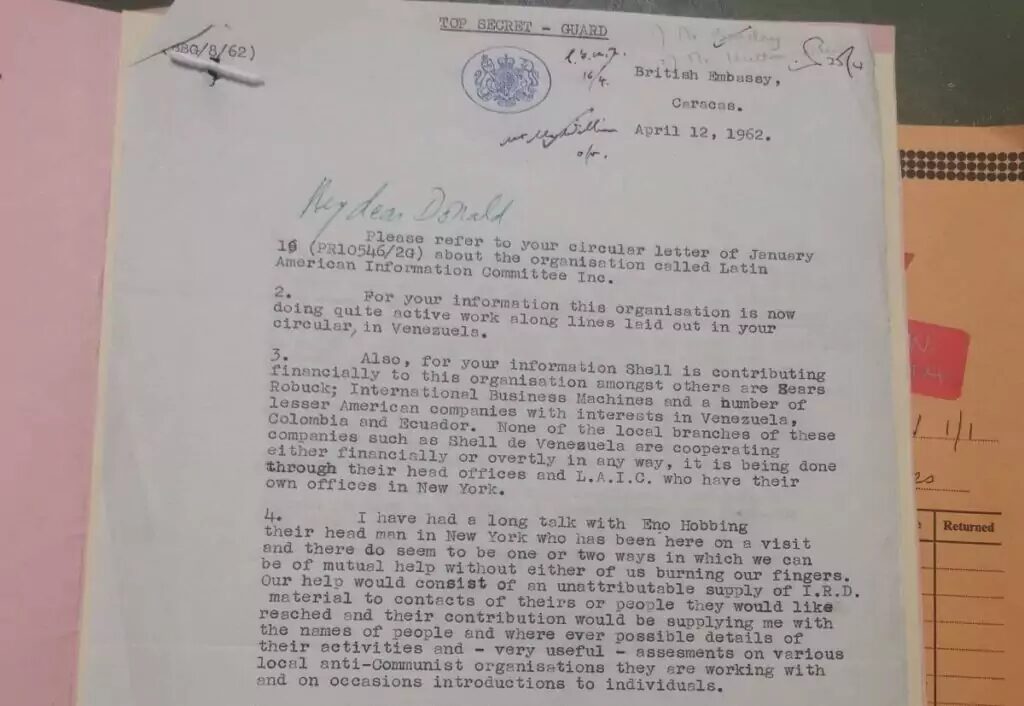 TOP SECRET - GUARD
BG/8/62)
British Embassy,
Caracas.
16/4.
April 12, 1962.
My dear Donald
Please refer to your circular letter of January
16 (PR10546/2G) about the organisation called Latin
American Information Committee Inc.
2. For your information this organisation is now
doing quite active work along lines laid out in your
circular, in Venezuela.
3. Also, for your information Shell is contributing
financially to this organisation amongst others are Sears
Robuck; International Business Machines and a number of
lesser American companies with interests in Venezuela,
Colombia and Ecuador. None of the local branches of these
companies such as Shell de Venezuela are cooperating
either financially or overtly in any way, it is being done
through their head offices and L.A.I.C. who have their
own offices in New York.
4. I have had a long talk with Eno Hobbing
their head man in New York who has been here on a visit
and there do seem to be one or two ways in which we can
be of mutual help without either of us burning our fingers.
Our help would consist of an unattributable supply of I.R.D.
material to contacts of theirs or people they would like
reached and their contribution would be supplying me with
the names of people and where ever possible details of
their activities and - very useful - assesments on various
local anti-Communist organisations they are working with
and on occasions introductions to individuals.
1/1
Returned